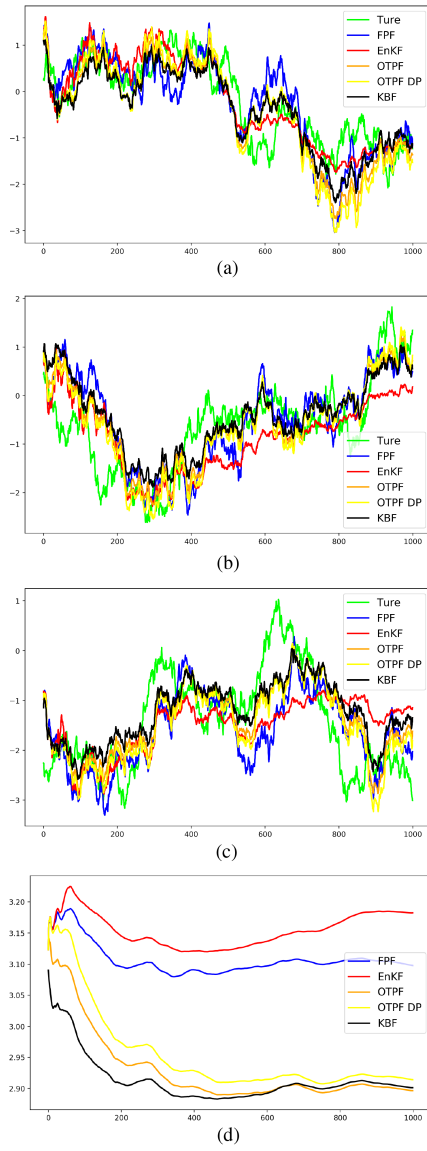 1
0
−1
−2
−3
Ture
FPF
EnKF
OTPF
OTPF DP
KBF
0 200 400 600 800 1000
(a)
2
1
0
−1
−2
Ture
FPF
EnKF
OTPF
OTPF DP
KBF
0 200 400 600 800 1000
(b)
1
0
−1
−2
−3
Ture
FPF
EnKF
OTPF
OTPF DP
KBF
0 200 400 600 800 1000
(c)
3.20
3.15
3.10
3.05
3.00
2.95
2.90
FPF
EnKF
OTPF
OTPF DP
KBF
0 200 400 600 800 1000
(d)